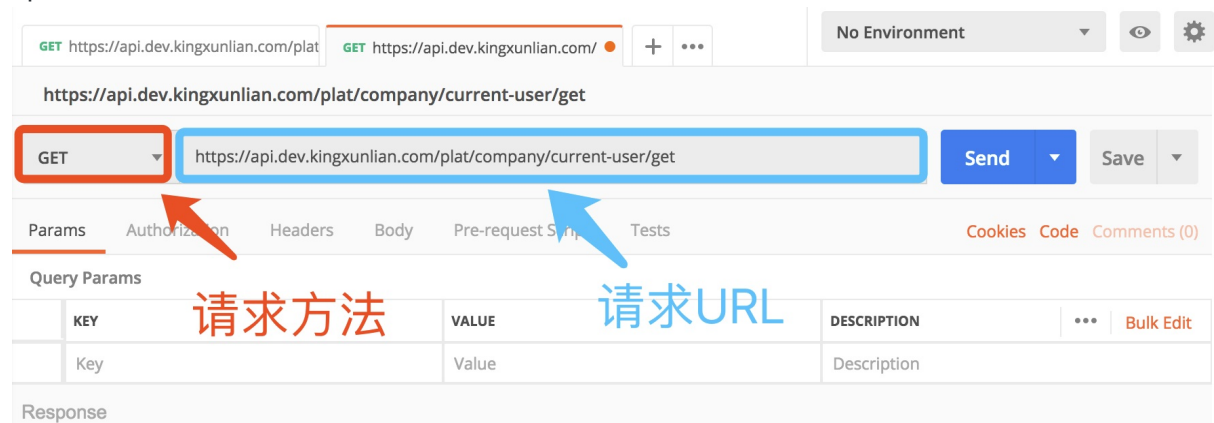 GET https://api.dev.kingxunlian.com/plat GET https://api.dev.kingxunlian.com/ + ••• No Environment
https://api.dev.kingxunlian.com/plat/company/current-user/get
GET https://api.dev.kingxunlian.com/plat/company/current-user/get Send Save
Params Authorization Headers Body Pre-request Tests Cookies Code Comments (0)
Query Params
请求方法 请求URL
KEY VALUE DESCRIPTION ••• Bulk Edit
Key Value Description
Response